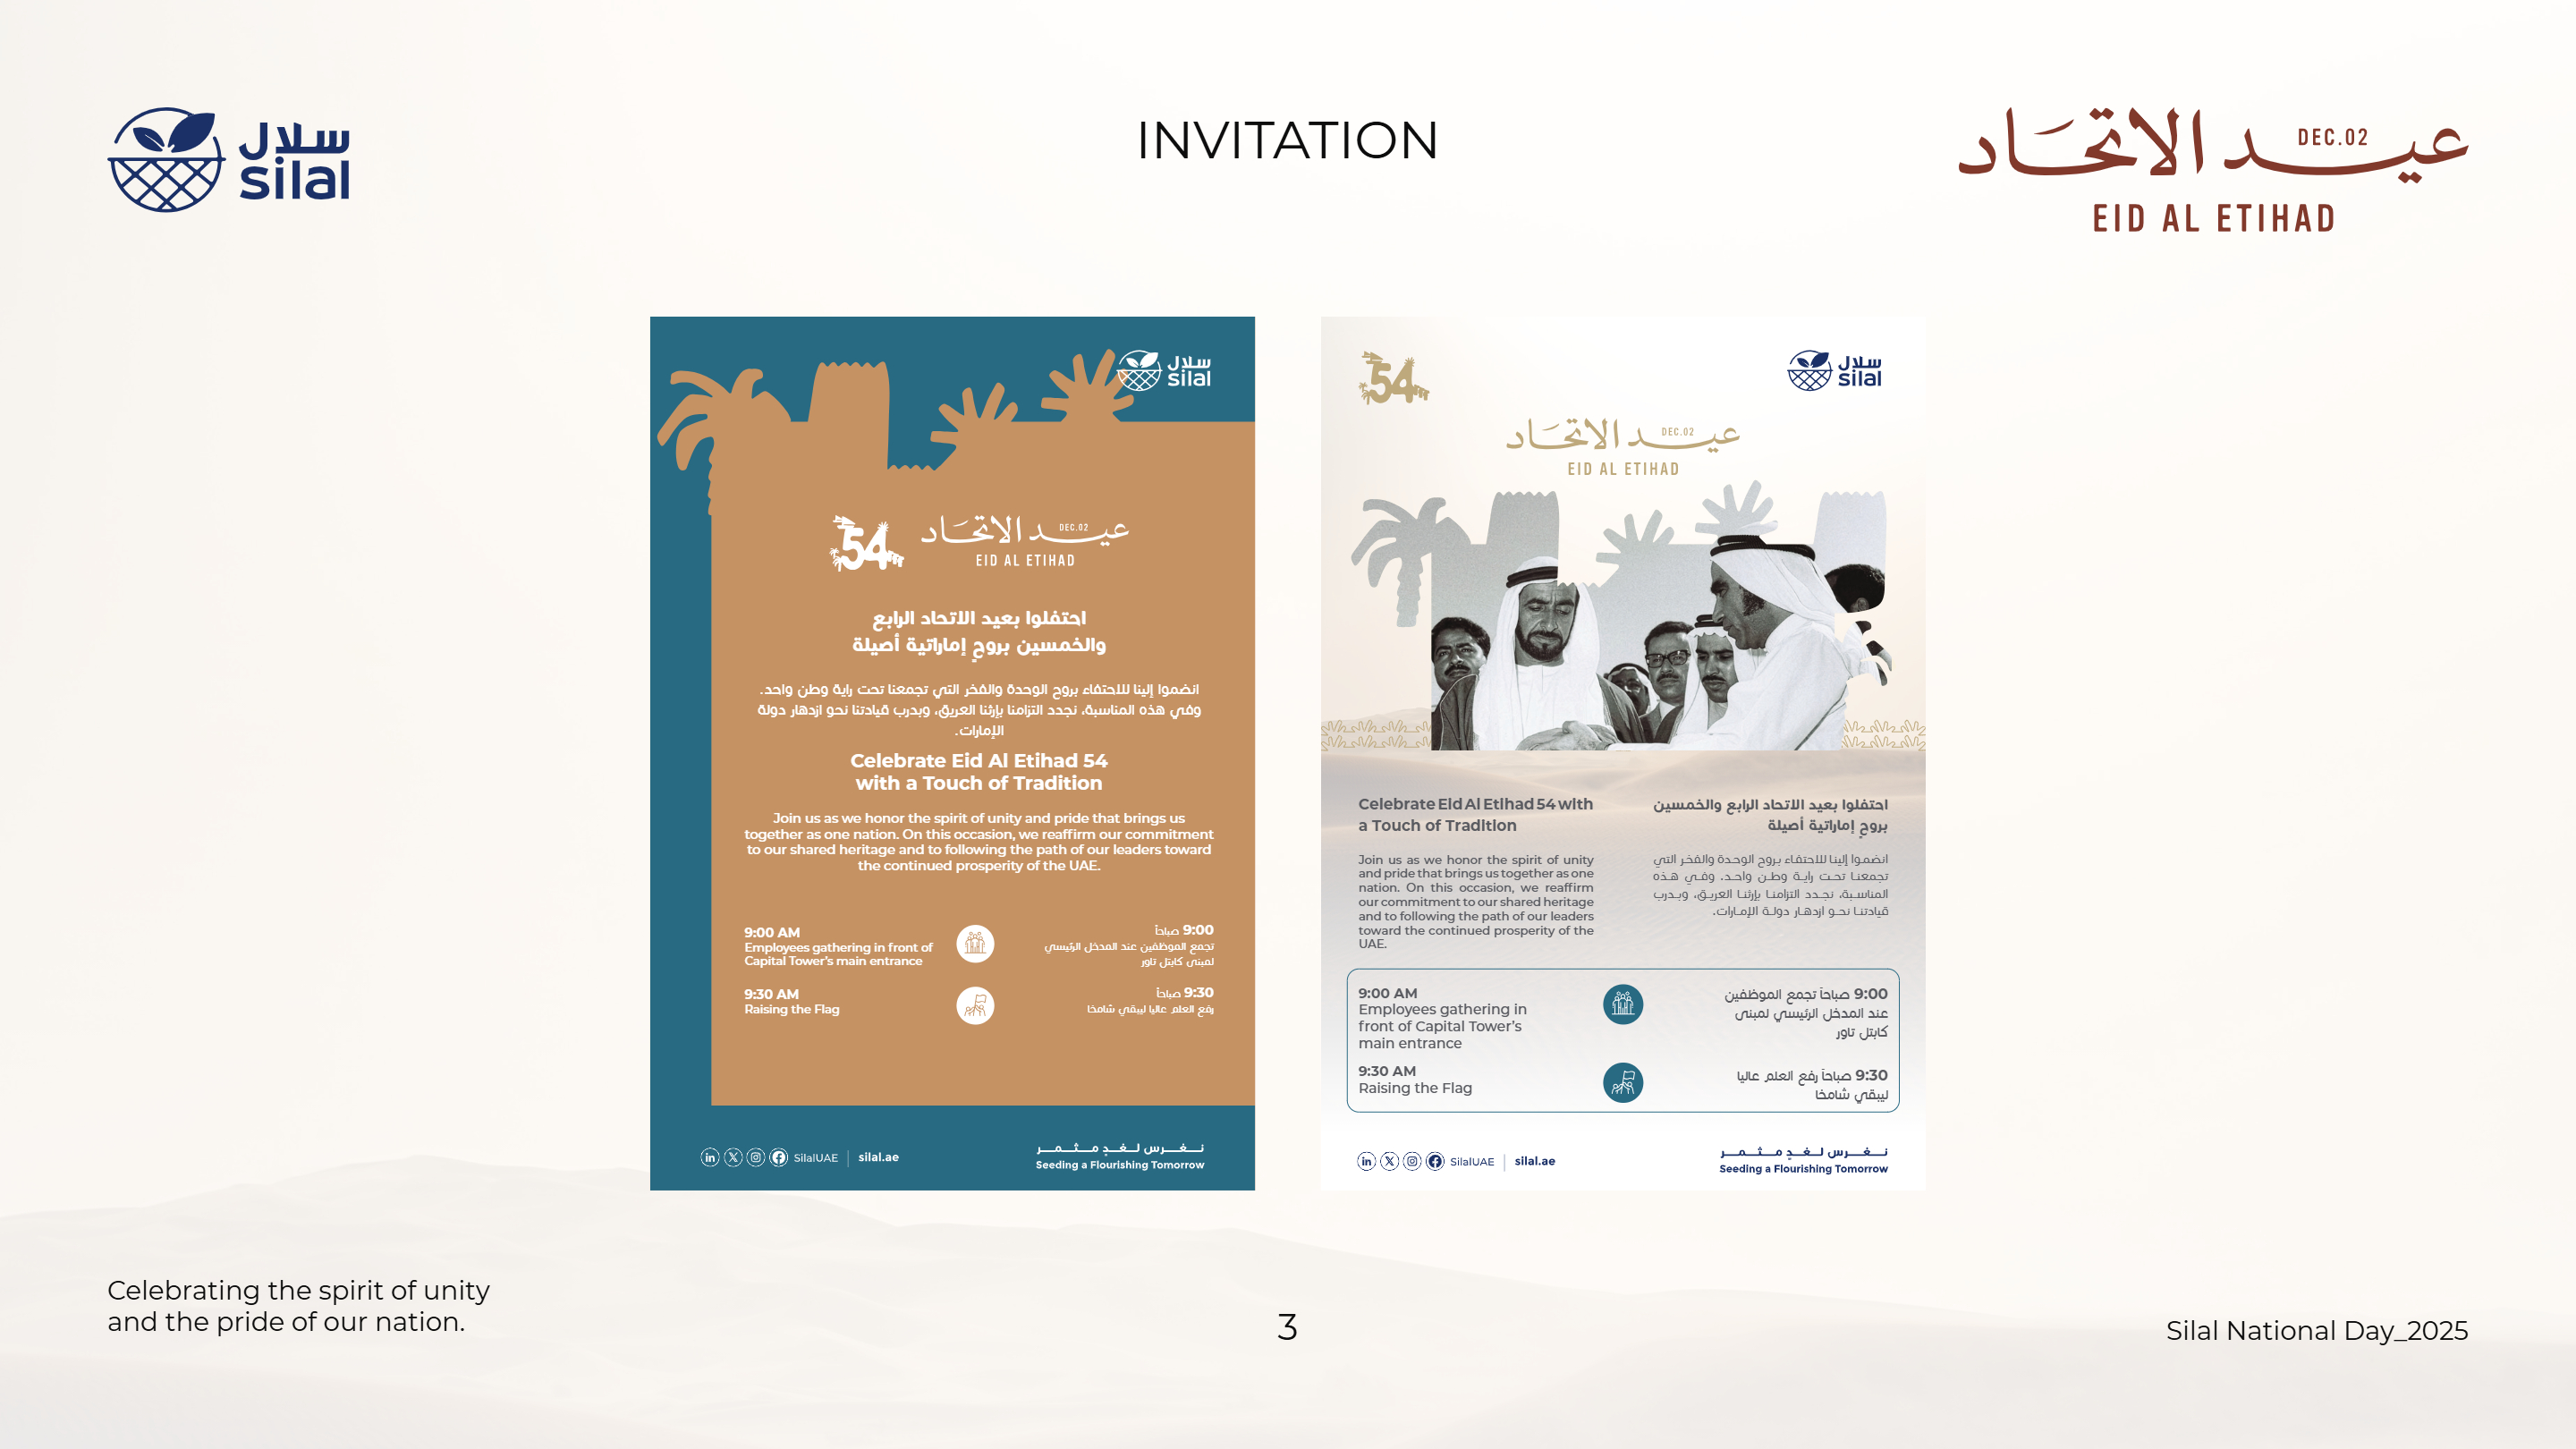 سلال
silal
INVITATION
عيد الاتحاد
DEC.02
EID AL ETIHAD
سلال
silal
54
عيد الاتحاد
DEC.02
EID AL ETIHAD
احتفلوا بعيد الاتحاد الرابع
والخمسين بروحٍ إماراتية أصيلة
انضموا إلينا للاحتفاء بروح الوحدة والفخر التي تجمعنا تحت راية وطن واحد.
وفي هذه المناسبة، نجدد التزامنا بإرثنا العريق، وبدرب قيادتنا نحو ازدهار دولة
الإمارات.
Celebrate Eid Al Etihad 54
with a Touch of Tradition
Join us as we honor the spirit of unity and pride that brings us
together as one nation. On this occasion, we reaffirm our commitment
to our shared heritage and to following the path of our leaders toward
the continued prosperity of the UAE.
9:00 AM
Employees gathering in front of
Capital Tower's main entrance
9:00 صباحاً
تجمع الموظفين عند المدخل الرئيسي
لمبنى كابتل تاور
9:30 AM
Raising the Flag
9:30 صباحاً
رفع العلم عاليا ليبقي شامخا
in X f SilalUAE | silal.ae
نـــغـــرس لـــغـــدٍ مـــثـــمـــر
Seeding a Flourishing Tomorrow
54
سلال
silal
عيد الاتحاد
DEC.02
EID AL ETIHAD
Celebrate Eid Al Etihad 54 with
a Touch of Tradition
Join us as we honor the spirit of unity
and pride that brings us together as one
nation. On this occasion, we reaffirm
our commitment to our shared heritage
and to following the path of our leaders
toward the continued prosperity of the
UAE.
احتفلوا بعيد الاتحاد الرابع والخمسين
بروحٍ إماراتية أصيلة
انضموا إلينا للاحتفاء بروح الوحدة والفخر التي
تجمعنا تحت راية وطن واحد. وفي هذه
المناسبة، نجدد التزامنا بإرثنا العريق، وبدرب
قيادتنا نحو ازدهار دولة الإمارات.
9:00 AM
Employees gathering in
front of Capital Tower's
main entrance
9:00 صباحاً تجمع الموظفين
عند المدخل الرئيسي لمبنى
كابتل تاور
9:30 AM
Raising the Flag
9:30 صباحاً رفع العلم عاليا
ليبقي شامخا
in X f SilalUAE | silal.ae
نـــغـــرس لـــغـــدٍ مـــثـــمـــر
Seeding a Flourishing Tomorrow
Celebrating the spirit of unity
and the pride of our nation.
3
Silal National Day_2025